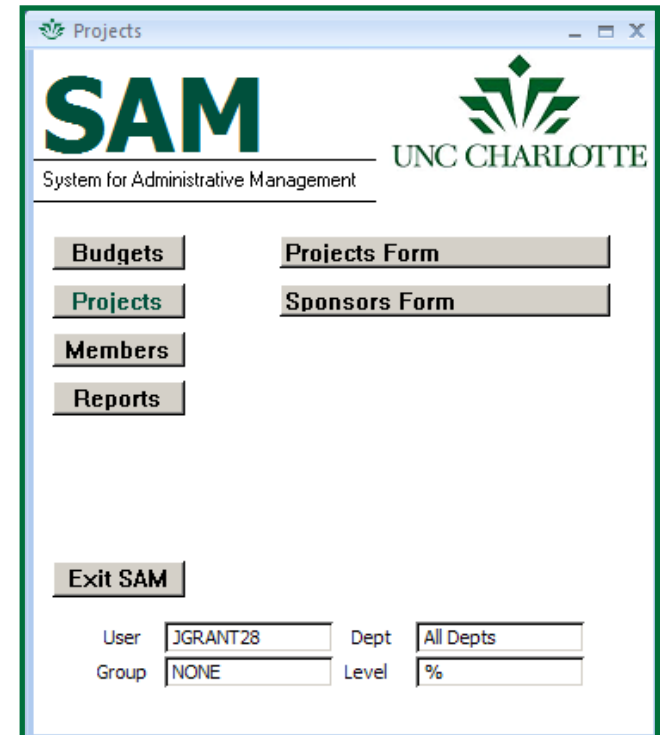 Projects
SAM
System for Administrative Management
UNC CHARLOTTE
Budgets
Projects Form
Projects
Sponsors Form
Members
Reports
Exit SAM
User JGRANT28 Dept All Depts
Group NONE Level %